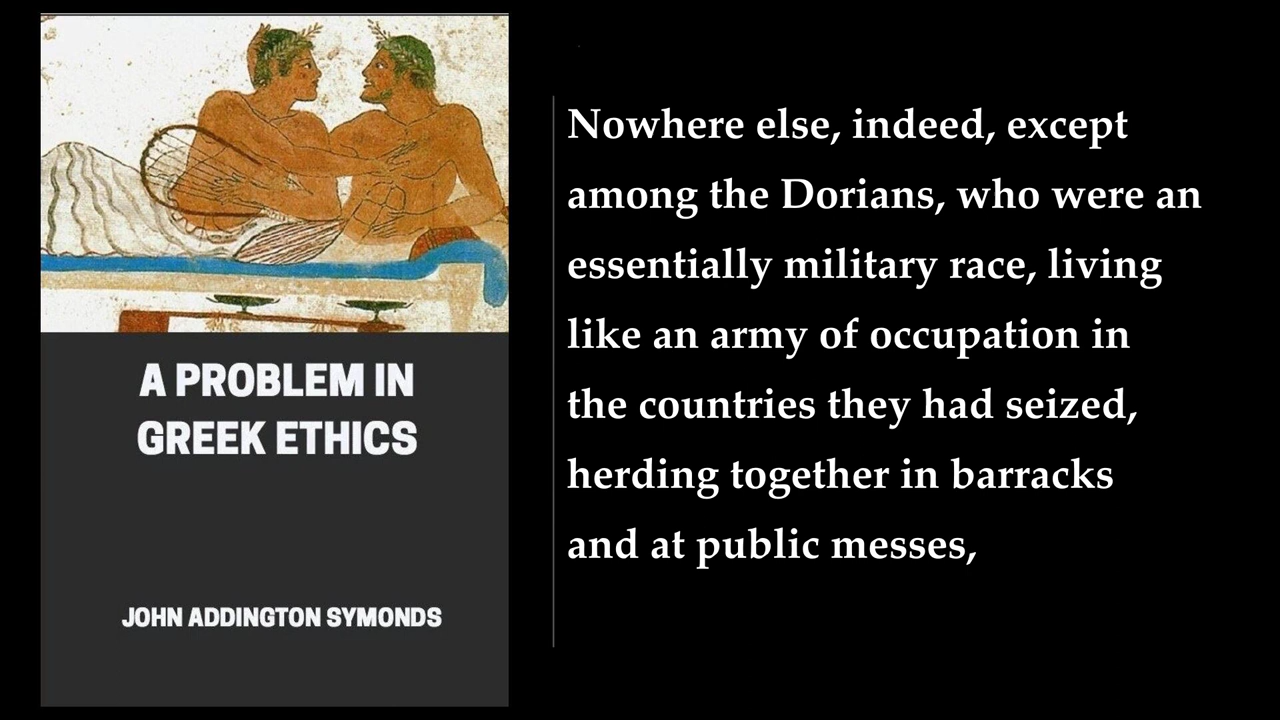 A PROBLEM IN
GREEK ETHICS
JOHN ADDINGTON SYMONDS
Nowhere else, indeed, except
among the Dorians, who were an
essentially military race, living
like an army of occupation in
the countries they had seized,
herding together in barracks
and at public messes,